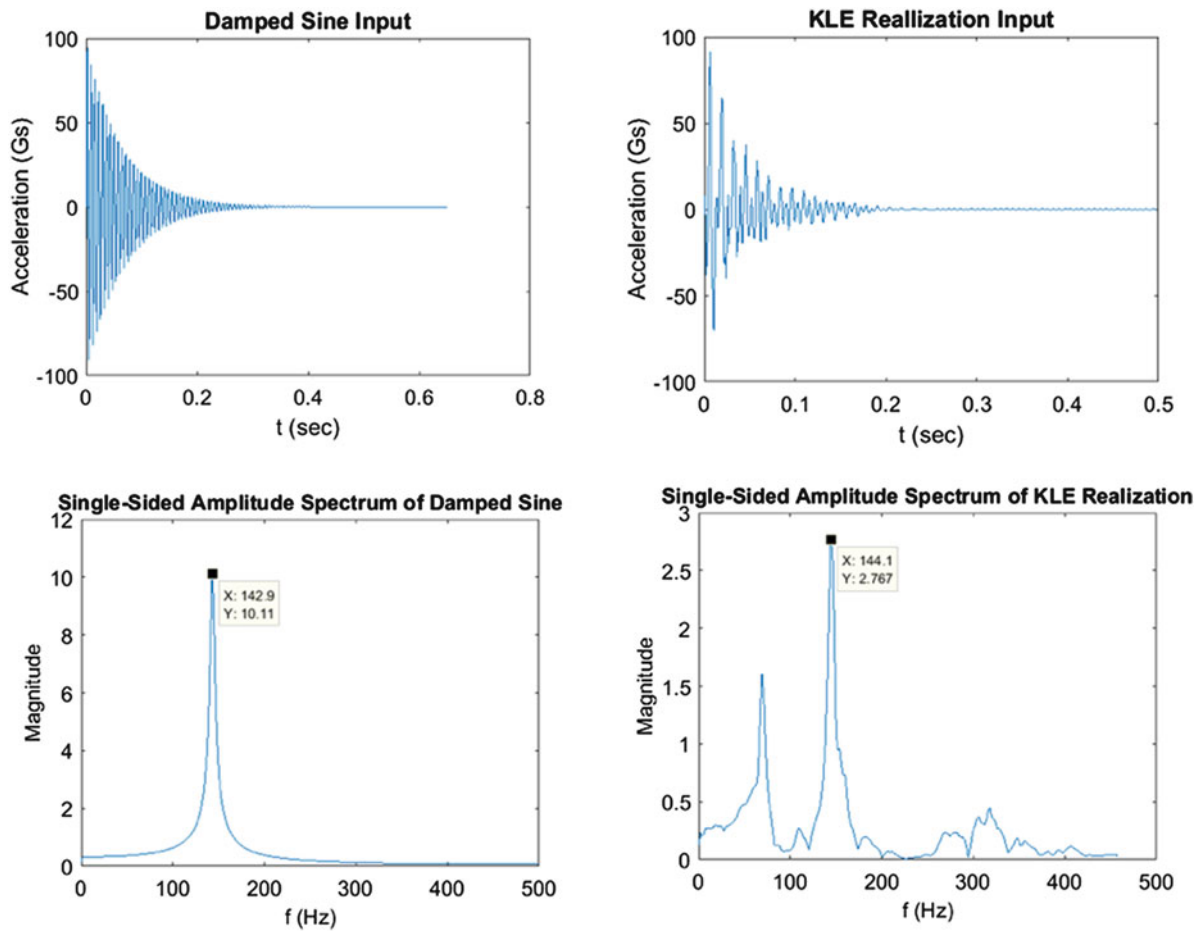 Damped Sine Input
100
50
0
-50
-100
Acceleration (Gs)
0 0.2 0.4 0.6 0.8
t (sec)
KLE Reallization Input
100
50
0
-50
-100
Acceleration (Gs)
0 0.1 0.2 0.3 0.4 0.5
t (sec)
Single-Sided Amplitude Spectrum of Damped Sine
12
10
8
6
4
2
0
Magnitude
X: 142.9
Y: 10.11
0 100 200 300 400 500
f (Hz)
Single-Sided Amplitude Spectrum of KLE Realization
3
2.5
2
1.5
1
0.5
0
Magnitude
X: 144.1
Y: 2.767
0 100 200 300 400 500
f (Hz)